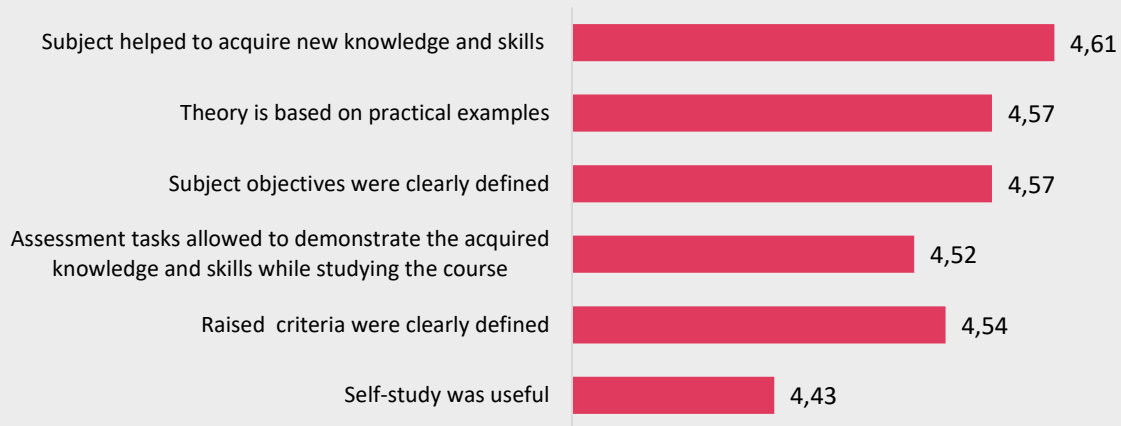 Subject helped to acquire new knowledge and skills 4,61
Theory is based on practical examples 4,57
Subject objectives were clearly defined 4,57
Assessment tasks allowed to demonstrate the acquired
knowledge and skills while studying the course 4,52
Raised criteria were clearly defined 4,54
Self-study was useful 4,43